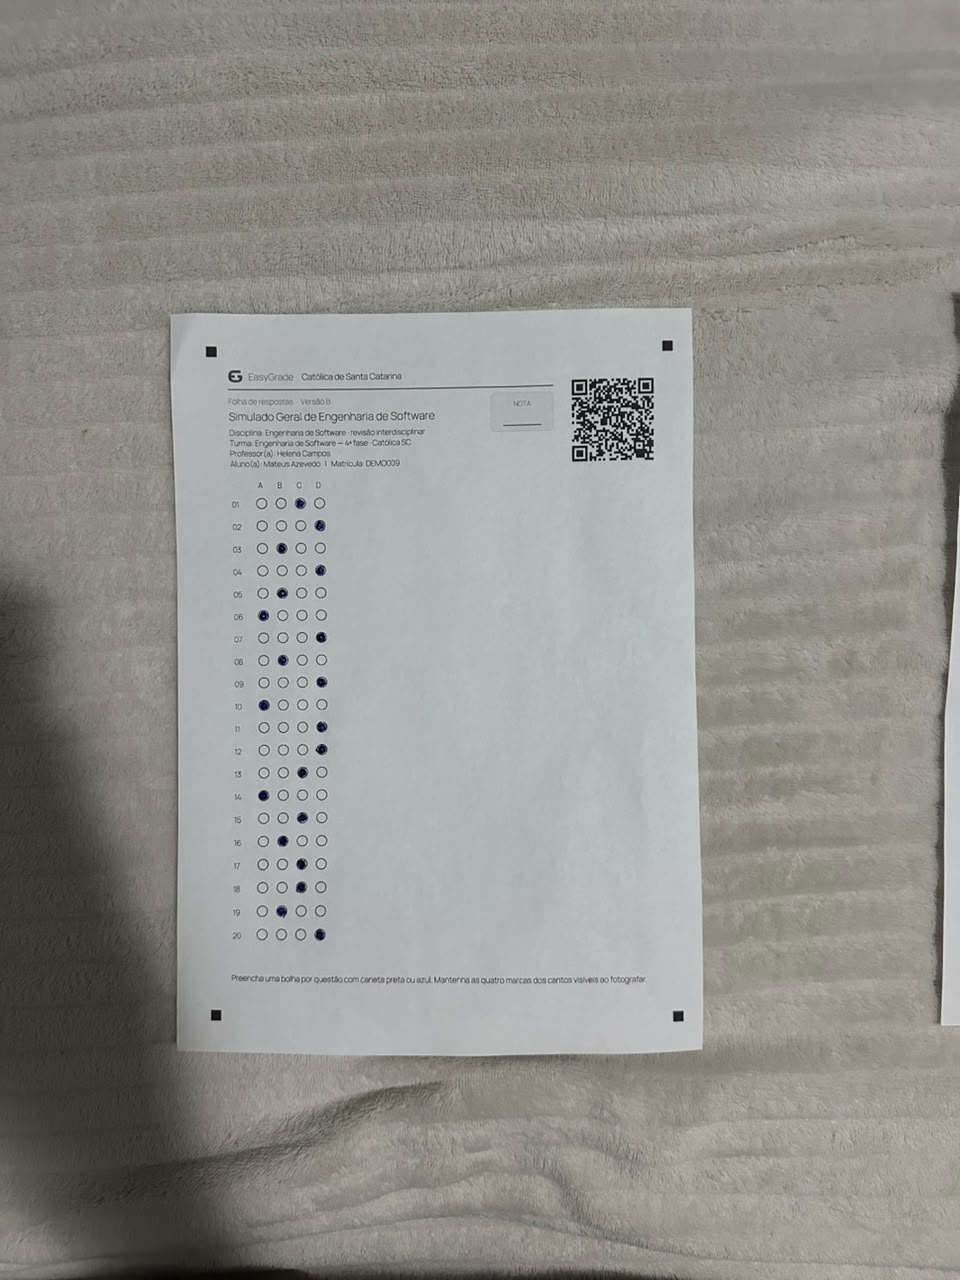 EasyGrade Católica de Santa Catarina
Folha de respostas - Versão B
NOTA
Simulado Geral de Engenharia de Software
Disciplina: Engenharia de Software · revisão interdisciplinar
Turma: Engenharia de Software — 4ª fase · Católica SC
Professor(a): Helena Campos
Aluno(a): Mateus Azevedo | Matrícula: DEMO009
A B C D
01
02
03
04
05
06
07
08
09
10
11
12
13
14
15
16
17
18
19
20
Preencha uma bolha por questão com caneta preta ou azul. Mantenha as quatro marcas dos cantos visíveis ao fotografar.